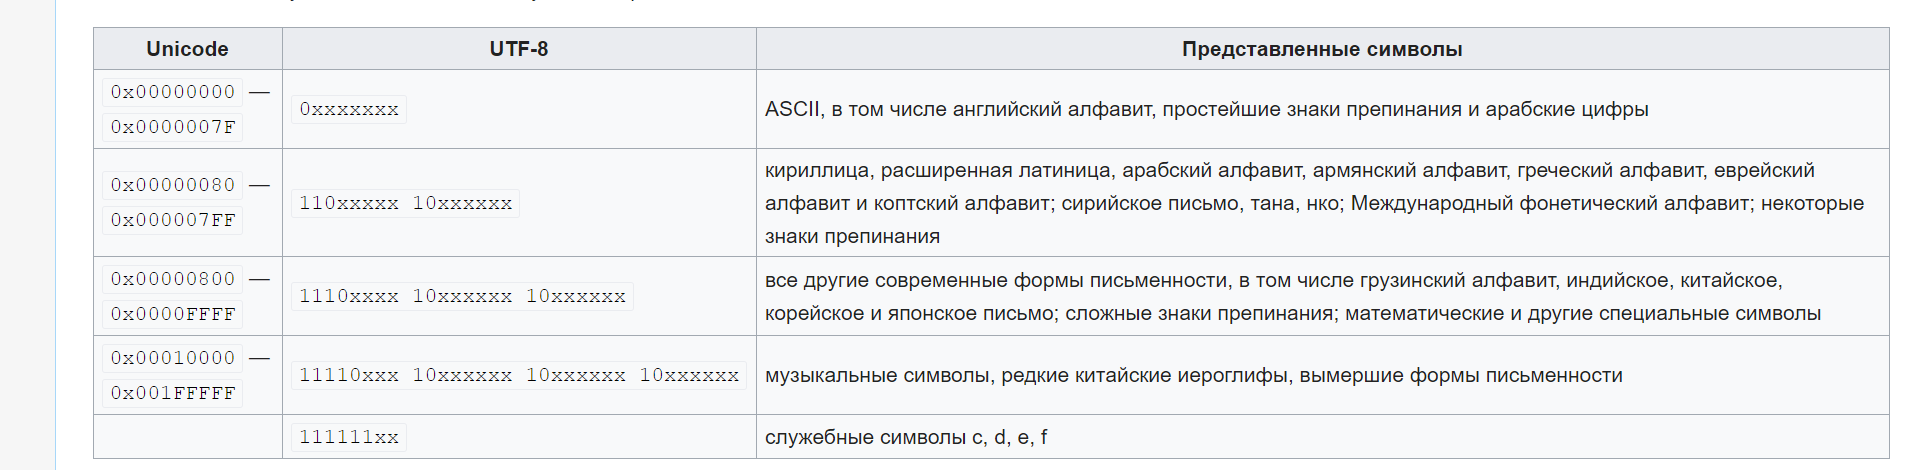 Unicode UTF-8 Представленные символы
0x00000000 —
0x0000007F
0xxxxxxx
ASCII, в том числе английский алфавит, простейшие знаки препинания и арабские цифры
0x00000080 —
0x000007FF
110xxxxx 10xxxxxx
кириллица, расширенная латиница, арабский алфавит, армянский алфавит, греческий алфавит, еврейский
алфавит и коптский алфавит; сирийское письмо, тана, нко; Международный фонетический алфавит; некоторые
знаки препинания
0x00000800 —
0x0000FFFF
1110xxxx 10xxxxxx 10xxxxxx
все другие современные формы письменности, в том числе грузинский алфавит, индийское, китайское,
корейское и японское письмо; сложные знаки препинания; математические и другие специальные символы
0x00010000 —
0x001FFFFF
11110xxx 10xxxxxx 10xxxxxx 10xxxxxx
музыкальные символы, редкие китайские иероглифы, вымершие формы письменности
111111xx
служебные символы c, d, e, f